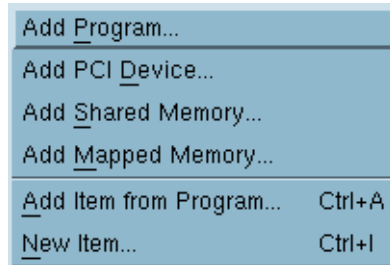 Add Program...
Add PCI Device...
Add Shared Memory...
Add Mapped Memory...
Add Item from Program... Ctrl+A
New Item... Ctrl+I